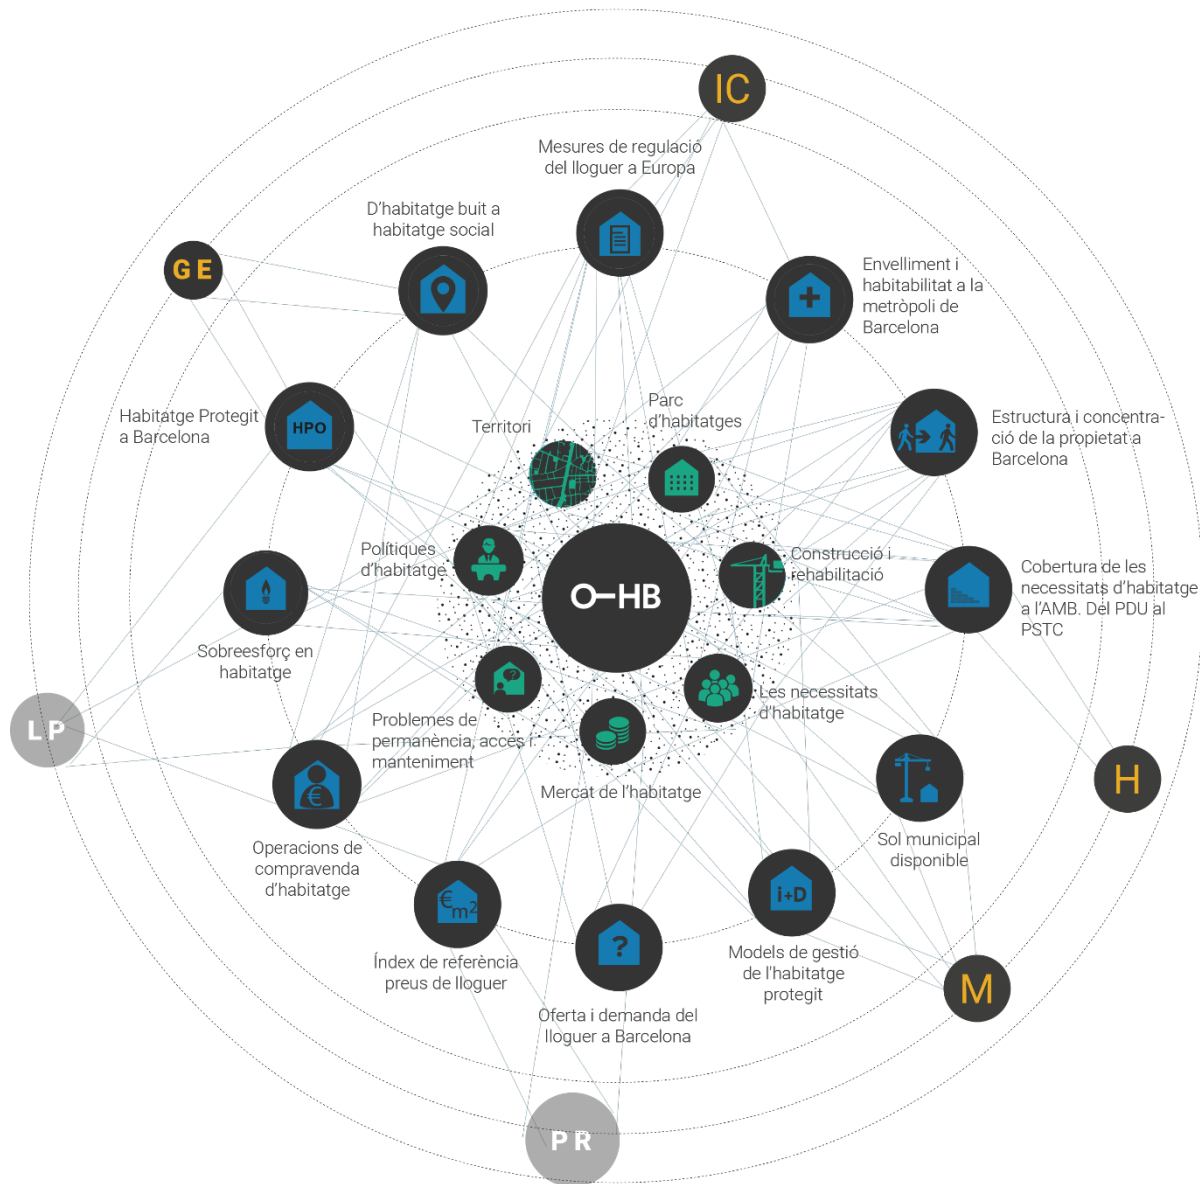 IC
Mesures de regulació
del lloguer a Europa
D'habitatge buit a
habitatge social
GE
Envelliment i
habitabilitat a la
metròpoli de
Barcelona
Habitatge Protegit
a Barcelona
HPO
Territori
Parc
d'habitatges
Estructura i concentra-
ció de la propietat a
Barcelona
Polítiques
d'habitatge
O-HB
Construcció i
rehabilitació
Cobertura de les
necessitats d'habitatge
a l'AMB. Del PDU al
PSTC
Sobreesforç en
habitatge
LP
Problemes de
permanència, accés i
manteniment
Les necessitats
d'habitatge
Mercat de l'habitatge
H
€
Operacions de
compravenda
d'habitatge
Sol municipal
disponible
€
m2
Índex de referència
preus de lloguer
?
Oferta i demanda del
lloguer a Barcelona
i+D
Models de gestió
de l'habitatge
protegit
M
PR